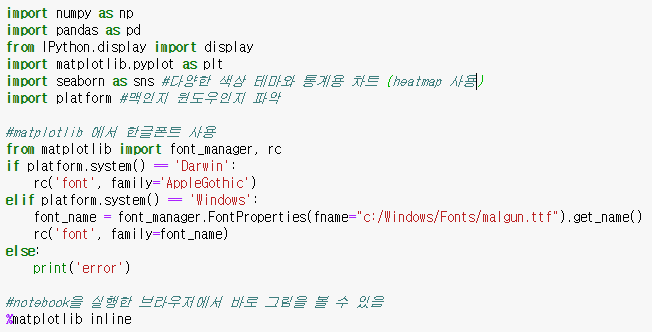 import numpy as np
import pandas as pd
from IPython.display import display
import matplotlib.pyplot as plt
import seaborn as sns #다양한 색상 테마와 통계용 차트 (heatmap 사용)
import platform #맥인지 윈도우인지 파악
#matplotlib 에서 한글폰트 사용
from matplotlib import font_manager, rc
if platform.system() == 'Darwin':
    rc('font', family='AppleGothic')
elif platform.system() == 'Windows':
    font_name = font_manager.FontProperties(fname="c:/Windows/Fonts/malgun.ttf").get_name()
    rc('font', family=font_name)
else:
    print('error')
#notebook을 실행한 브라우저에서 바로 그림을 볼 수 있음
%matplotlib inline